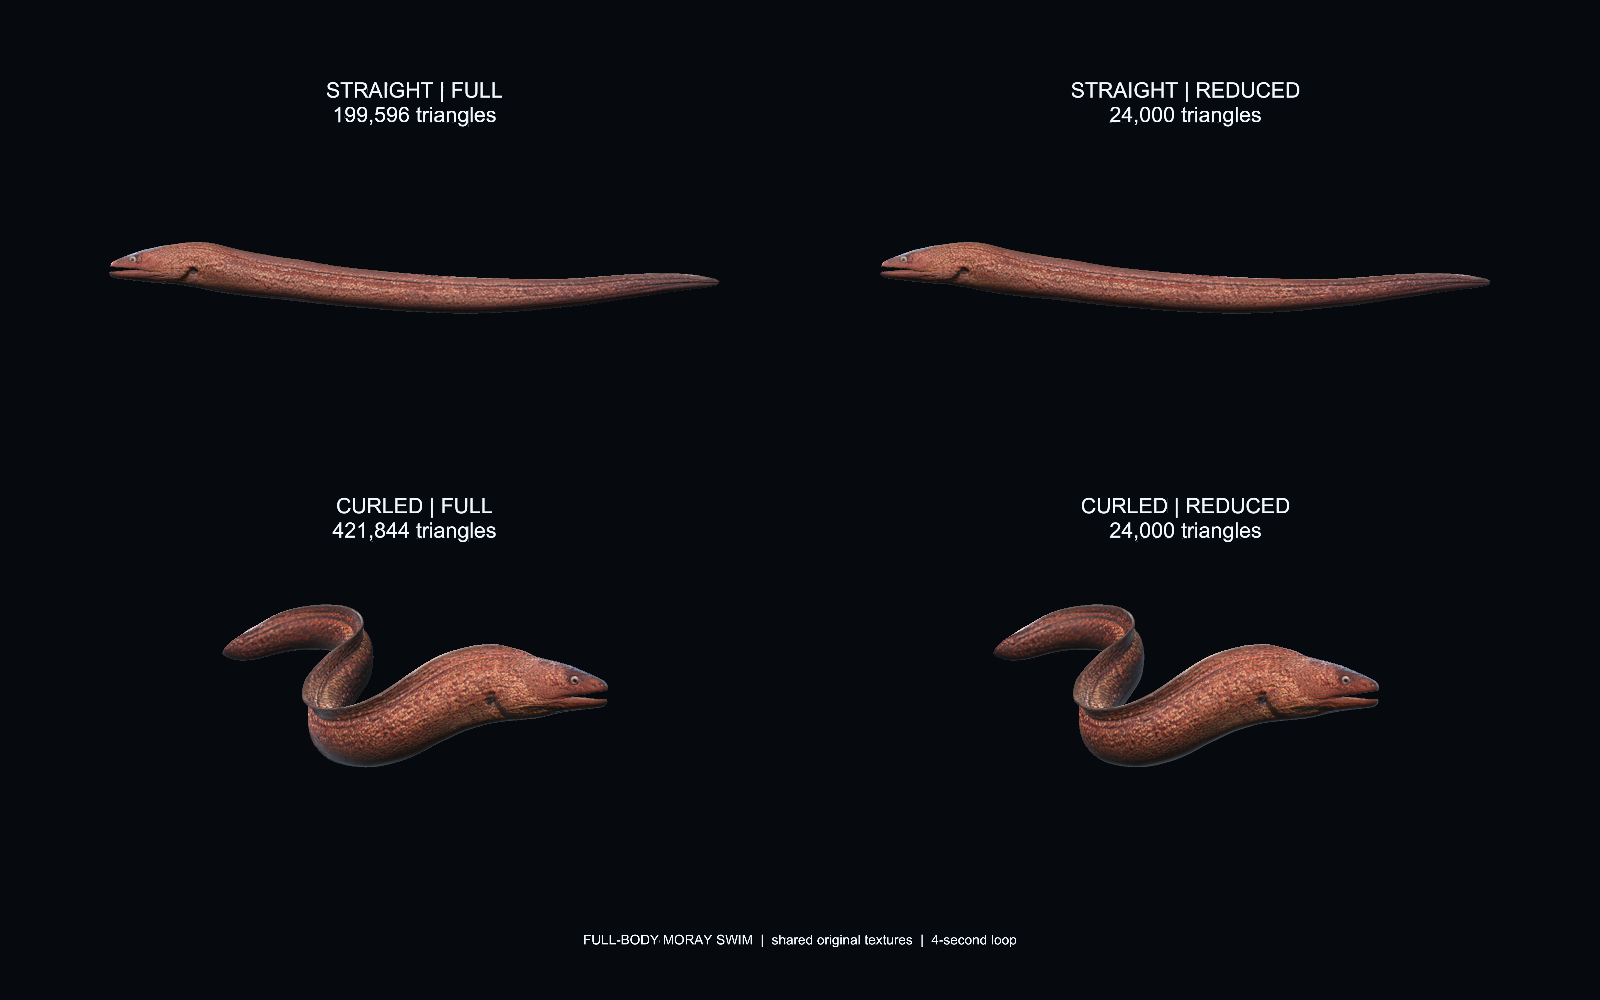 STRAIGHT | FULL
199,596 triangles
STRAIGHT | REDUCED
24,000 triangles
CURLED | FULL
421,844 triangles
CURLED | REDUCED
24,000 triangles
FULL-BODY MORAY SWIM | shared original textures | 4-second loop